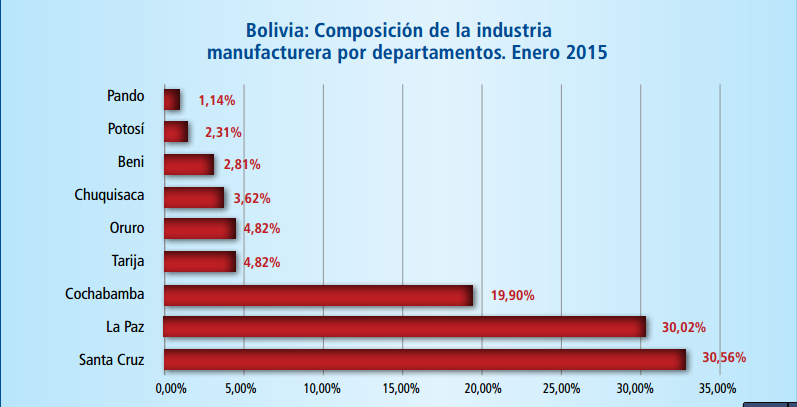 Bolivia: Composición de la industria
manufacturera por departamentos. Enero 2015
Pando 1,14%
Potosí 2,31%
Beni 2,81%
Chuquisaca 3,62%
Oruro 4,82%
Tarija 4,82%
Cochabamba 19,90%
La Paz 30,02%
Santa Cruz 30,56%
0,00% 5,00% 10,00% 15,00% 20,00% 25,00% 30,00% 35,00%